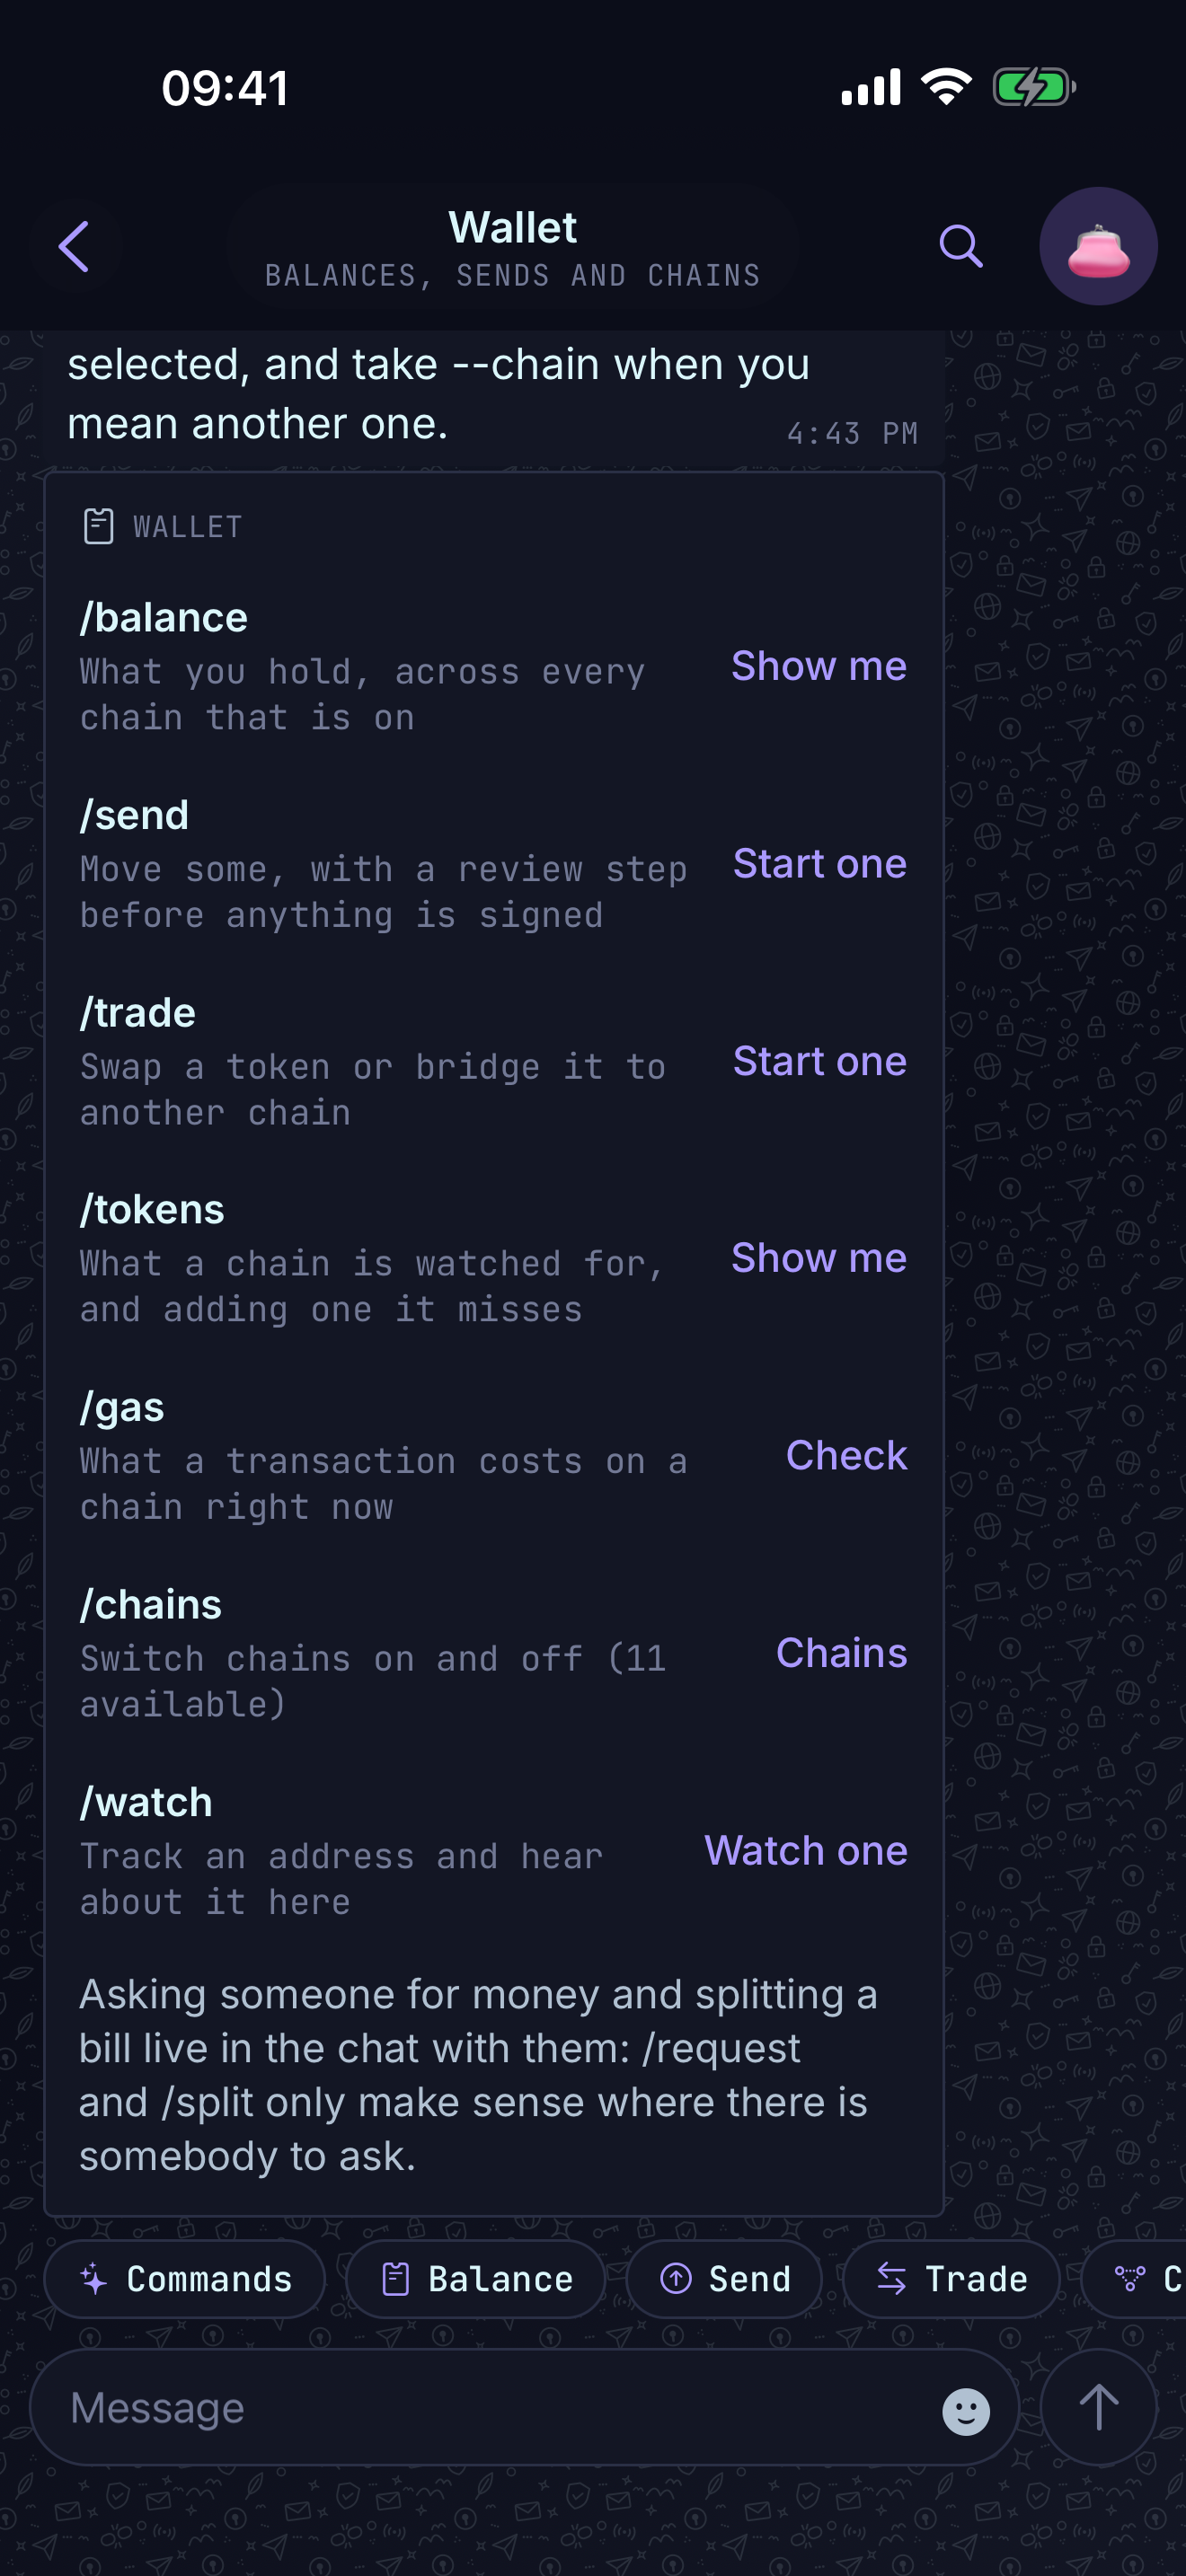 09:41
Wallet
BALANCES, SENDS AND CHAINS
selected, and take --chain when you
mean another one.
4:43 PM
WALLET
/balance
What you hold, across every
chain that is on
Show me
/send
Move some, with a review step
before anything is signed
Start one
/trade
Swap a token or bridge it to
another chain
Start one
/tokens
What a chain is watched for,
and adding one it misses
Show me
/gas
What a transaction costs on a
chain right now
Check
/chains
Switch chains on and off (11
available)
Chains
/watch
Track an address and hear
about it here
Watch one
Asking someone for money and splitting a
bill live in the chat with them: /request
and /split only make sense where there is
somebody to ask.
Commands
Balance
Send
Trade
C
Message